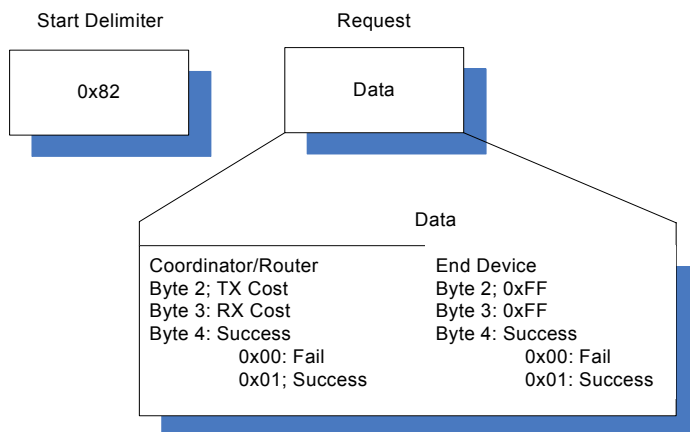 Start Delimiter
Request
0x82
Data
Data
Coordinator/Router
Byte 2; TX Cost
Byte 3: RX Cost
Byte 4: Success
0x00: Fail
0x01; Success
End Device
Byte 2; 0xFF
Byte 3: 0xFF
Byte 4: Success
0x00: Fail
0x01: Success